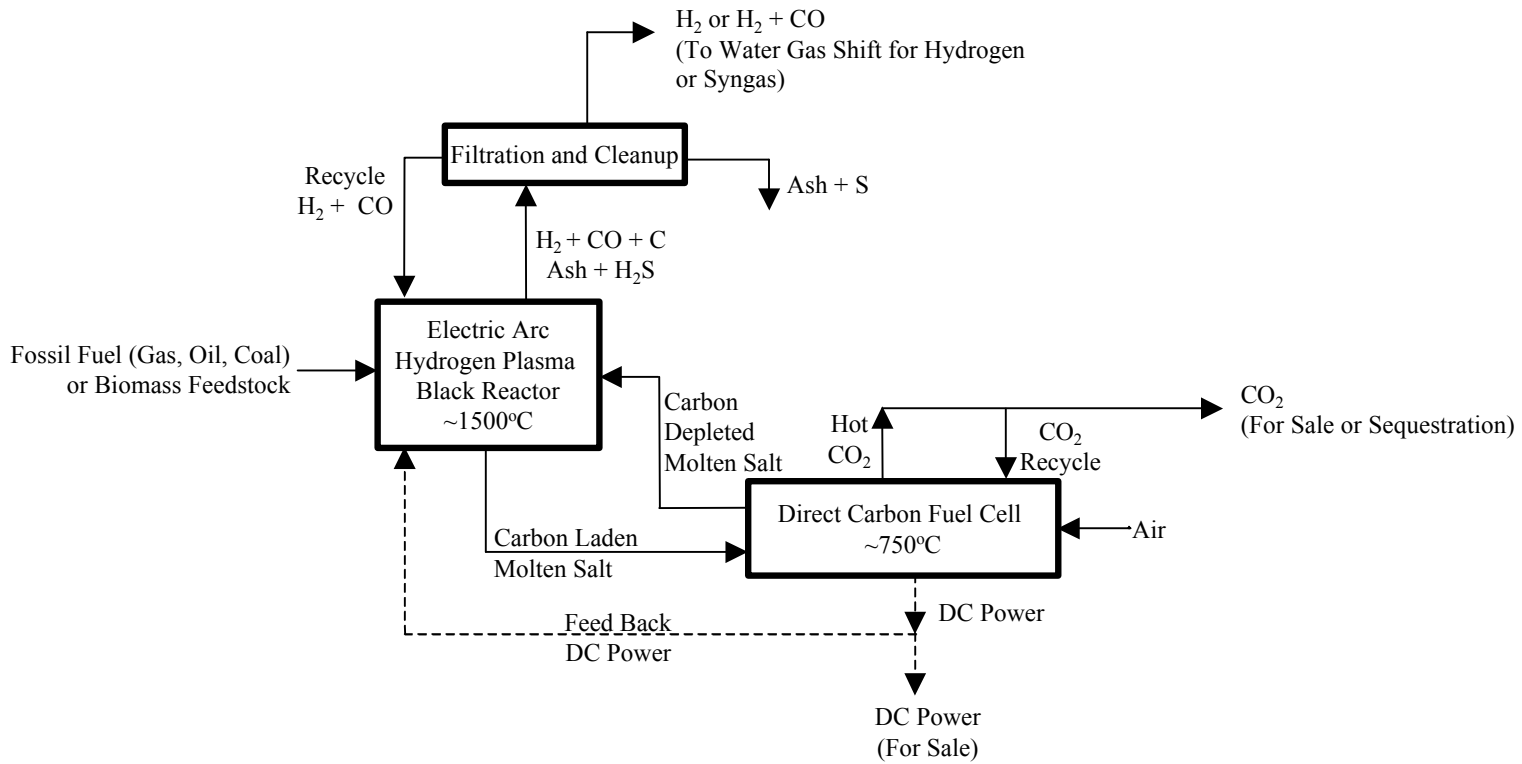 H₂ or H₂ + CO
(To Water Gas Shift for Hydrogen
or Syngas)
Filtration and Cleanup
Recycle
H₂ + CO
Ash + S
H₂ + CO + C
Ash + H₂S
Electric Arc
Hydrogen Plasma
Black Reactor
~1500ºC
Fossil Fuel (Gas, Oil, Coal)
or Biomass Feedstock
Carbon
Depleted
Molten Salt
Hot
CO₂
CO₂
Recycle
CO₂
(For Sale or Sequestration)
Direct Carbon Fuel Cell
~750ºC
Air
Carbon Laden
Molten Salt
DC Power
Feed Back
DC Power
DC Power
(For Sale)